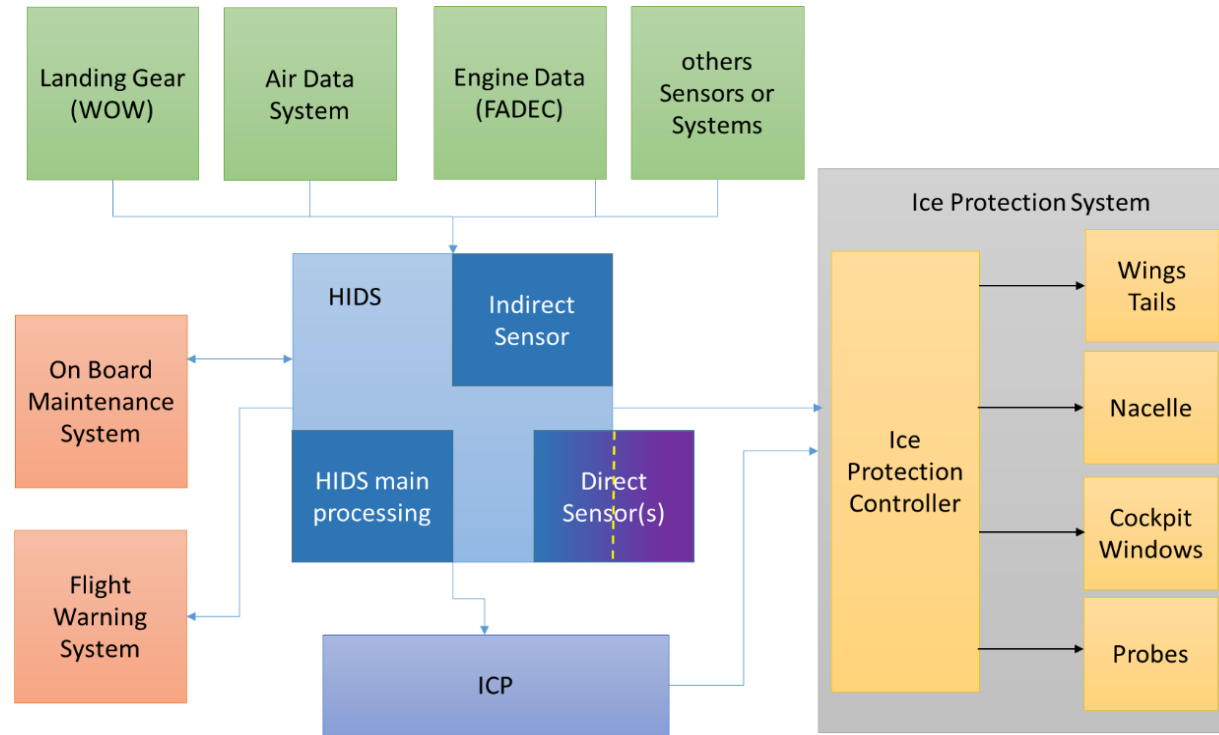 Landing Gear
(WOW)
Air Data
System
Engine Data
(FADEC)
others
Sensors or
Systems
Ice Protection System
HIDS
Indirect
Sensor
Wings
Tails
On Board
Maintenance
System
Nacelle
Ice
Protection
Controller
HIDS main
processing
Direct
Sensor(s)
Cockpit
Windows
Flight
Warning
System
Probes
ICP